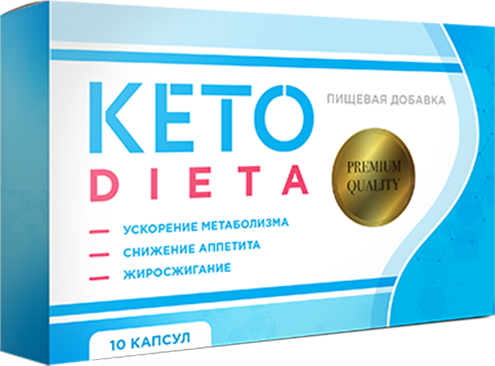 KETO
DIETA
ПИЩЕВАЯ ДОБАВКА
PREMIUM
QUALITY
УСКОРЕНИЕ МЕТАБОЛИЗМА
СНИЖЕНИЕ АППЕТИТА
ЖИРОСЖИГАНИЕ
10 КАПСУЛ